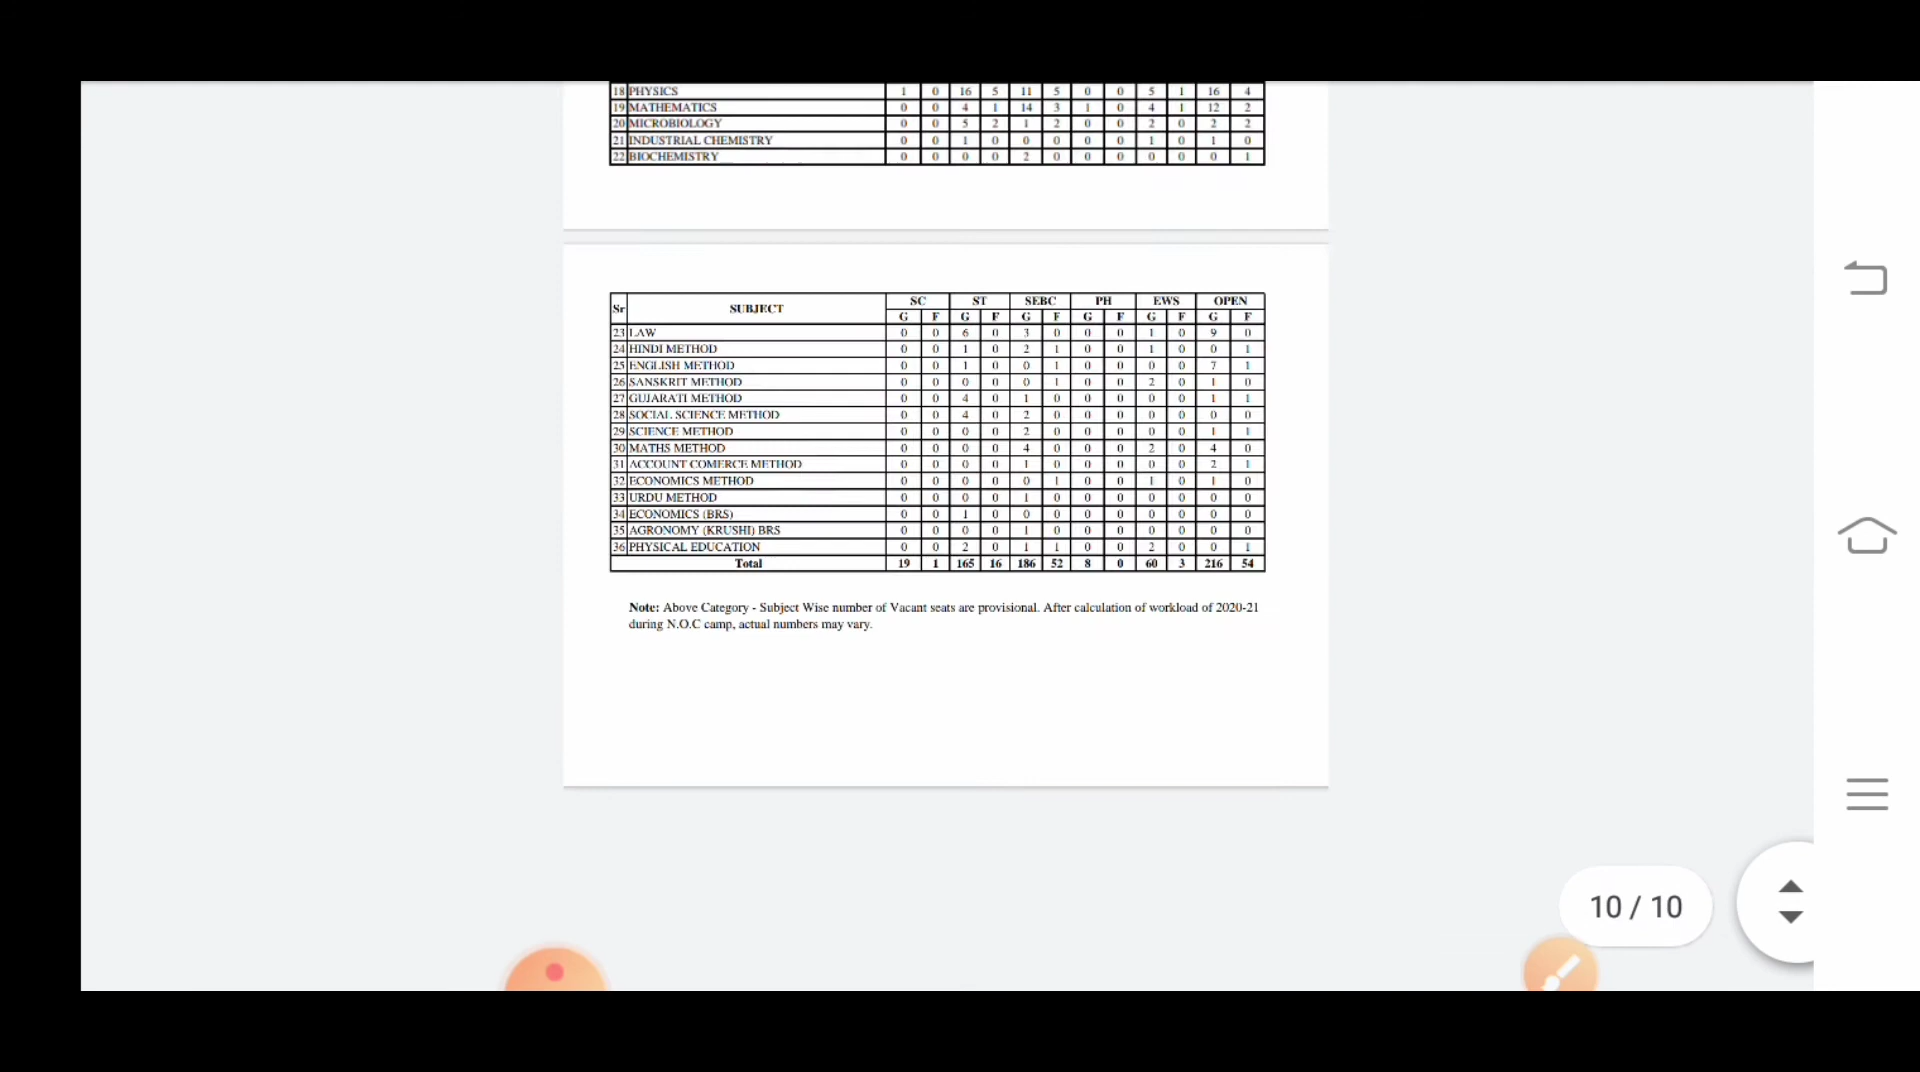 18 PHYSICS 1 0 16 5 11 5 0 0 5 1 16 4
19 MATHEMATICS 0 0 4 1 14 3 1 0 4 1 12 2
20 MICROBIOLOGY 0 0 5 2 1 2 0 0 2 0 2 2
21 INDUSTRIAL CHEMISTRY 0 0 1 0 0 0 0 0 1 0 1 0
22 BIOCHEMISTRY 0 0 0 0 2 0 0 0 0 0 0 1
Sr SUBJECT SC ST SEBC PH EWS OPEN
G F G F G F G F G F G F
23 LAW 0 0 6 0 3 0 0 0 1 0 9 0
24 HINDI METHOD 0 0 1 0 2 1 0 0 1 0 0 1
25 ENGLISH METHOD 0 0 1 0 0 1 0 0 0 0 7 1
26 SANSKRIT METHOD 0 0 0 0 0 1 0 0 2 0 1 0
27 GUJARATI METHOD 0 0 4 0 1 0 0 0 0 0 1 1
28 SOCIAL SCIENCE METHOD 0 0 4 0 2 0 0 0 0 0 0 0
29 SCIENCE METHOD 0 0 0 0 2 0 0 0 0 0 1 1
30 MATHS METHOD 0 0 0 0 4 0 0 0 2 0 4 0
31 ACCOUNT COMERCE METHOD 0 0 0 0 1 0 0 0 0 0 2 1
32 ECONOMICS METHOD 0 0 0 0 0 1 0 0 1 0 1 0
33 URDU METHOD 0 0 0 0 1 0 0 0 0 0 0 0
34 ECONOMICS (BRS) 0 0 1 0 0 0 0 0 0 0 0 0
35 AGRONOMY (KRUSHI) BRS 0 0 0 0 1 0 0 0 0 0 0 0
36 PHYSICAL EDUCATION 0 0 2 0 1 1 0 0 2 0 0 1
Total 19 1 165 16 186 52 8 0 60 3 216 54
Note: Above Category - Subject Wise number of Vacant seats are provisional. After calculation of workload of 2020-21
during N.O.C camp, actual numbers may vary.
10 / 10